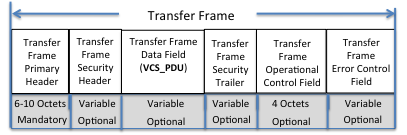 Transfer Frame
Transfer Frame Primary Header
Transfer Frame Security Header
Transfer Frame Data Field (VCS_PDU)
Transfer Frame Security Trailer
Transfer Frame Operational Control Field
Transfer Frame Error Control Field
6-10 Octets Mandatory
Variable Optional
Variable Optional
Variable Optional
4 Octets Optional
Variable Optional